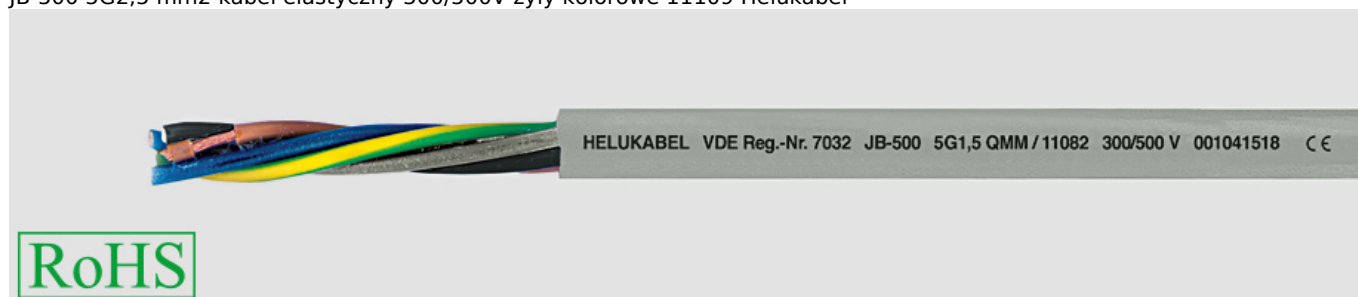 JB-500 5G2,5 mm2 kabel elastyczny 300/500V żyły kolorowe 11109 Helukabel
HELUKABEL VDE Reg.-Nr. 7032 JB-500 5G1,5 QMM / 11082 300/500 V 001041518 CE
RoHS